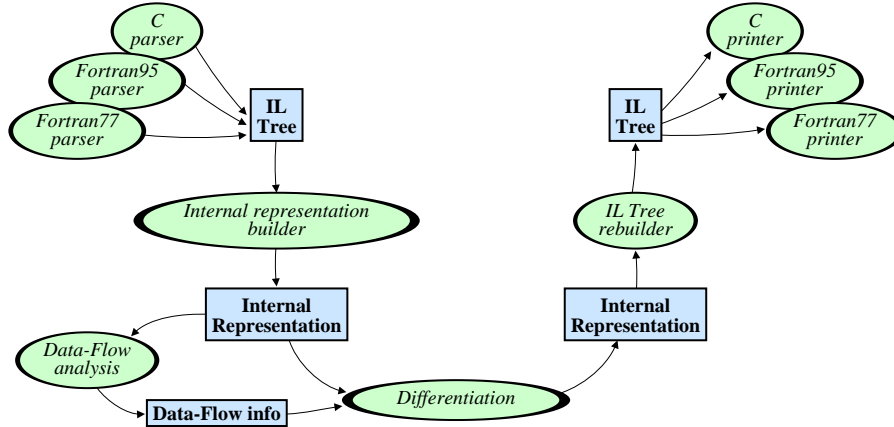 C
parser
Fortran95
parser
Fortran77
parser
IL
Tree
Internal representation
builder
Internal
Representation
Data-Flow
analysis
Data-Flow info
Differentiation
Internal
Representation
IL Tree
rebuilder
IL
Tree
C
printer
Fortran95
printer
Fortran77
printer